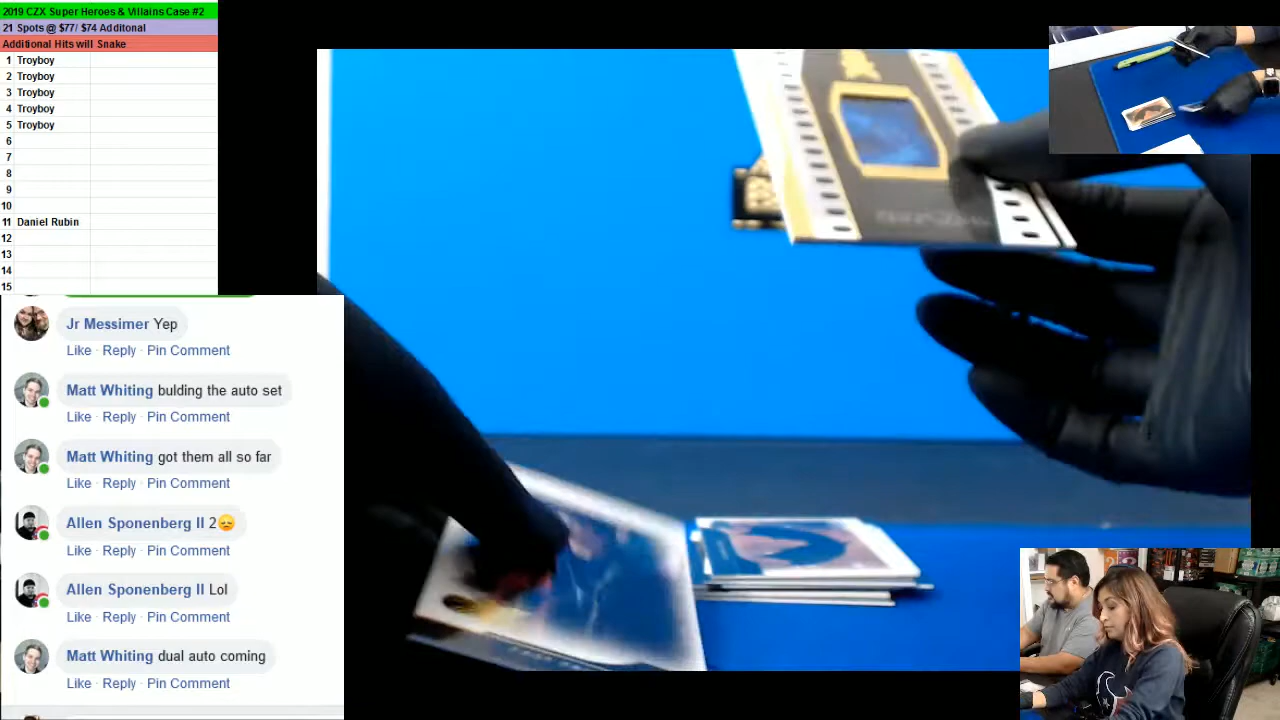 2019 CZX Super Heroes & Villains Case #2
21 Spots @ $77/ $74 Additonal
Additional Hits will Snake
1 Troyboy
2 Troyboy
3 Troyboy
4 Troyboy
5 Troyboy
6
7
8
9
10
11 Daniel Rubin
12
13
14
15
Jr Messimer Yep
Like · Reply · Pin Comment
Matt Whiting bulding the auto set
Like · Reply · Pin Comment
Matt Whiting got them all so far
Like · Reply · Pin Comment
Allen Sponenberg II 2😞
Like · Reply · Pin Comment
Allen Sponenberg II Lol
Like · Reply · Pin Comment
Matt Whiting dual auto coming
Like · Reply · Pin Comment